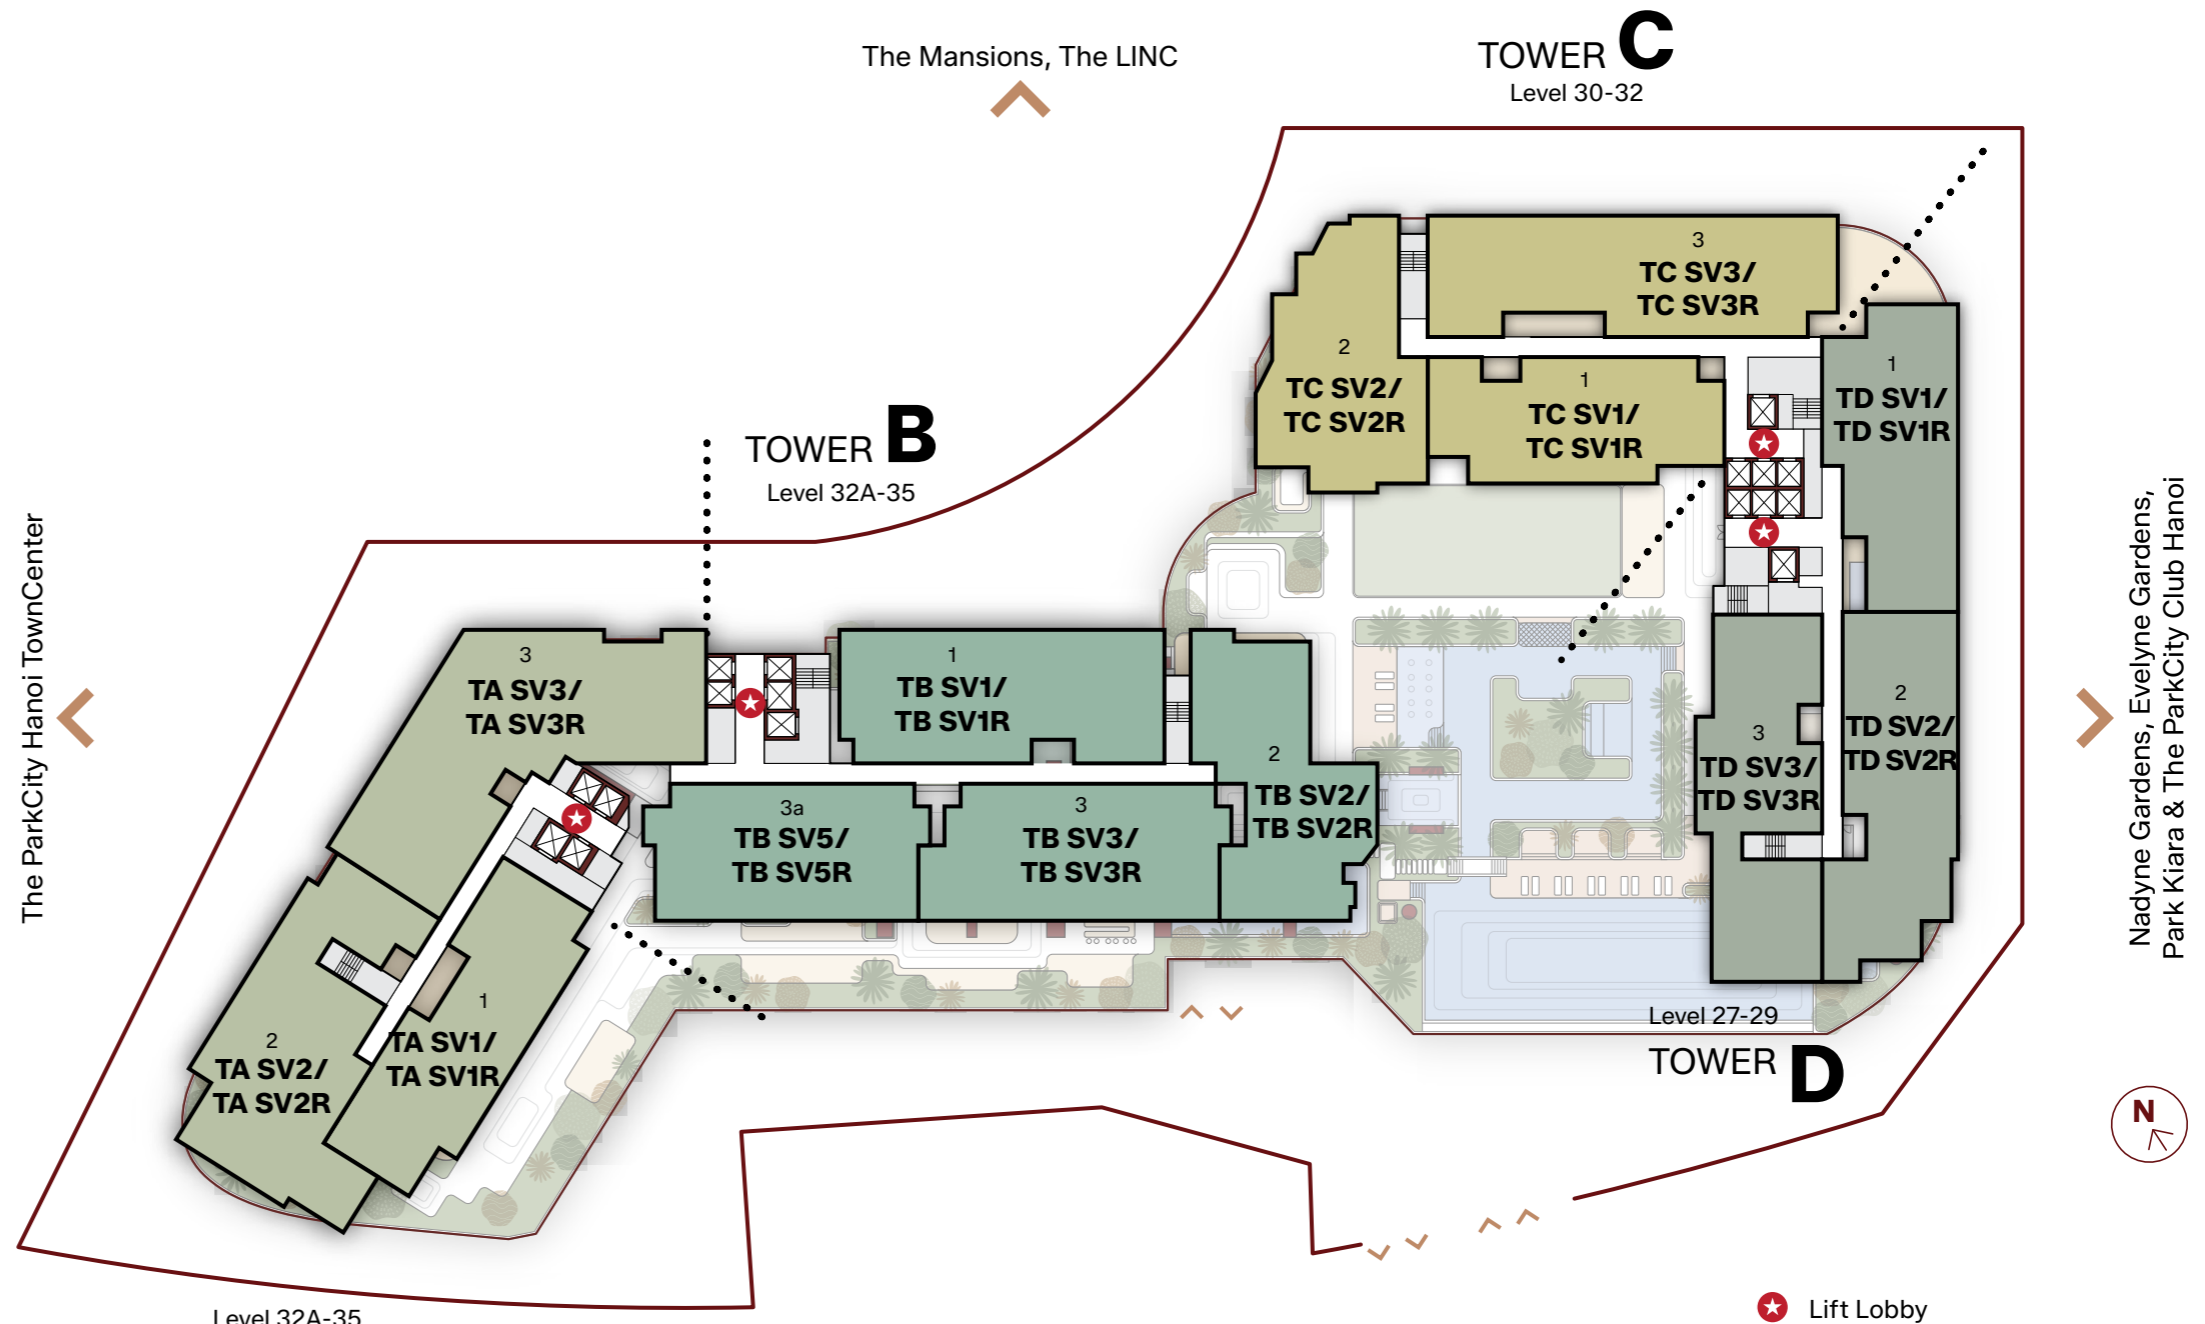 The Mansions, The LINC
TOWER C
Level 30-32
3
TC SV3/
TC SV3R
2
TC SV2/
TC SV2R
1
TC SV1/
TC SV1R
1
TD SV1/
TD SV1R
TOWER B
Level 32A-35
The ParkCity Hanoi TownCenter
Nadyne Gardens, Evelyne Gardens,
Park Kiara & The ParkCity Club Hanoi
3
TA SV3/
TA SV3R
1
TB SV1/
TB SV1R
2
TB SV2/
TB SV2R
3a
TB SV5/
TB SV5R
3
TB SV3/
TB SV3R
3
TD SV3/
TD SV3R
2
TD SV2/
TD SV2R
2
TA SV2/
TA SV2R
1
TA SV1/
TA SV1R
Level 27-29
TOWER D
N
Level 32A-35
Lift Lobby